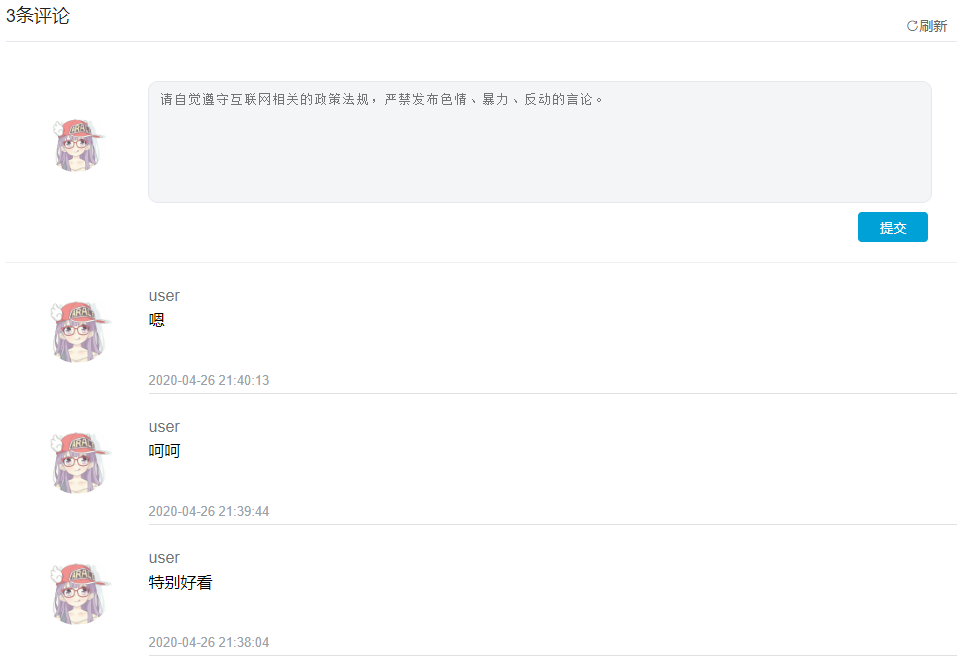 3条评论
刷新
请自觉遵守互联网相关的政策法规，严禁发布色情、暴力、反动的言论。
提交
user
嗯
2020-04-26 21:40:13
user
呵呵
2020-04-26 21:39:44
user
特别好看
2020-04-26 21:38:04